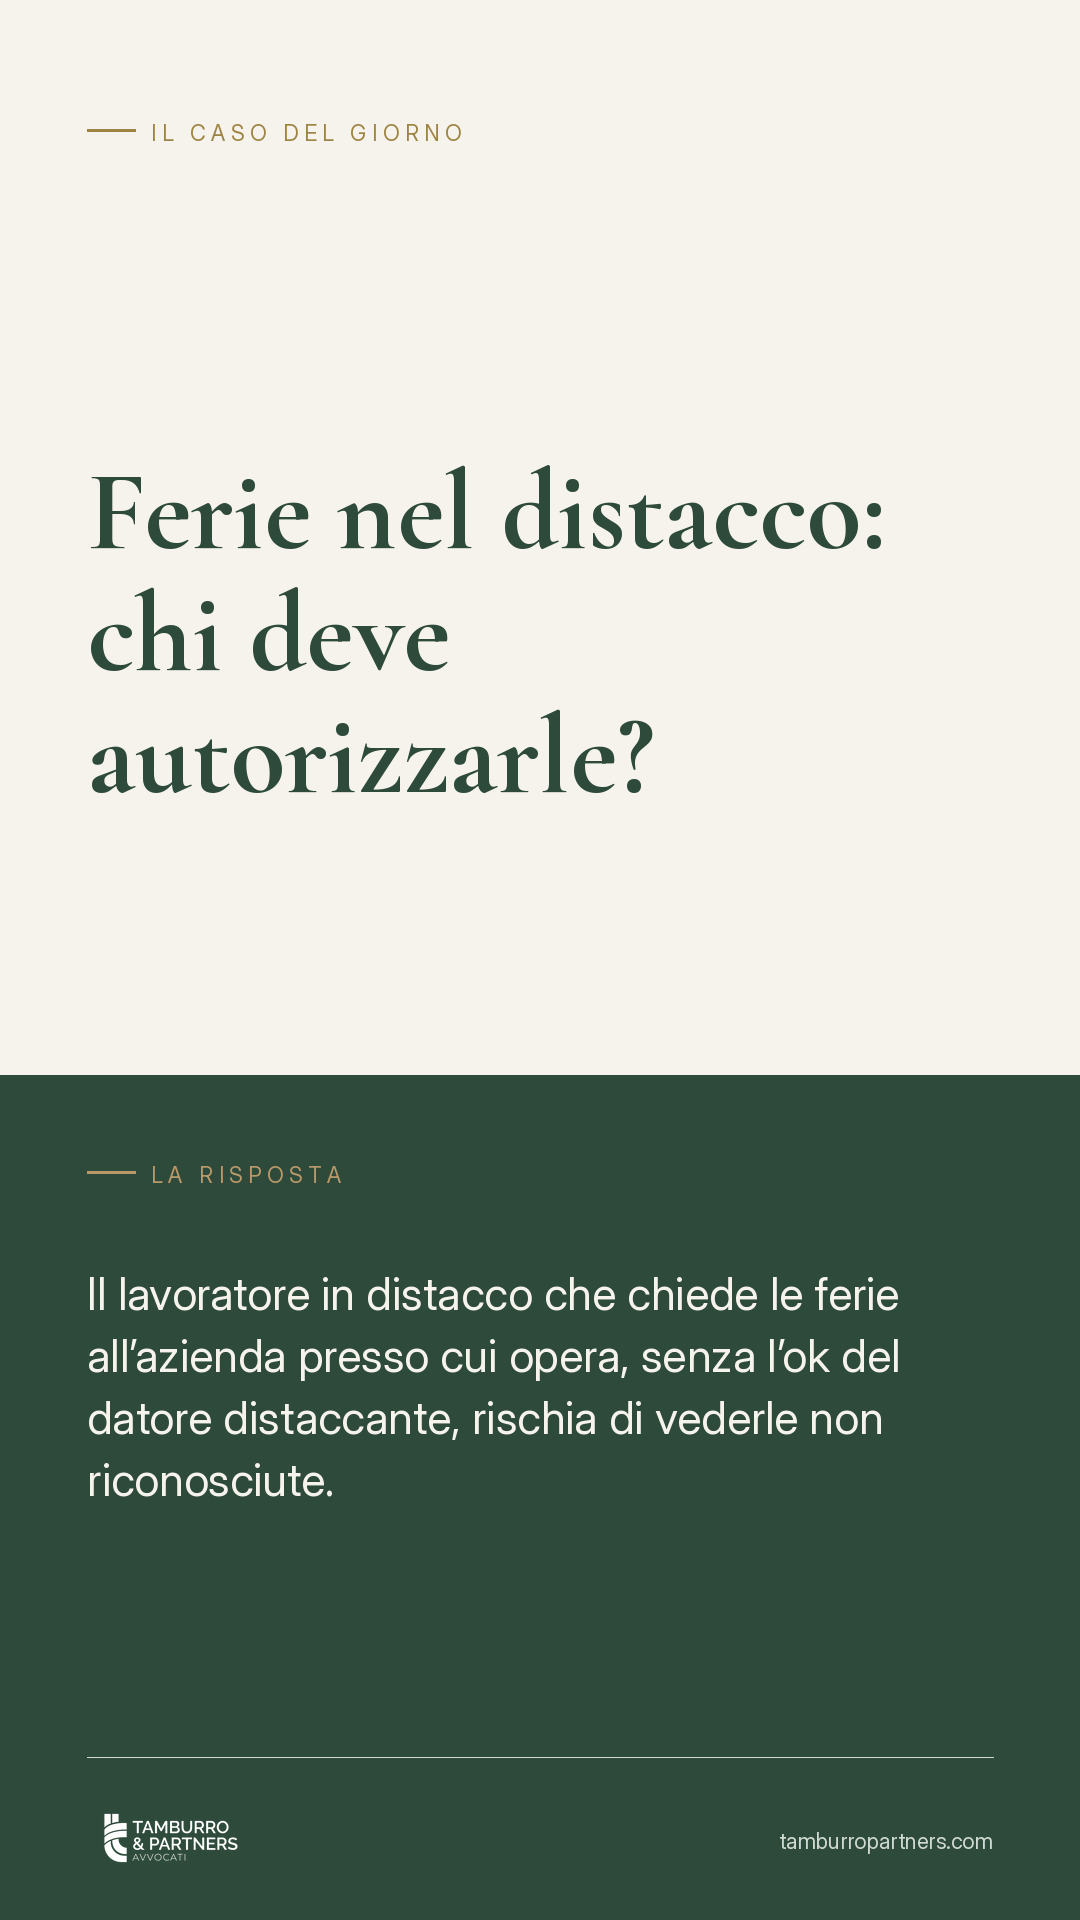 IL CASO DEL GIORNO
Ferie nel distacco:
chi deve
autorizzarle?
LA RISPOSTA
Il lavoratore in distacco che chiede le ferie
all’azienda presso cui opera, senza l’ok del
datore distaccante, rischia di vederle non
riconosciute.
TAMBURRO
& PARTNERS
AVVOCATI
tamburropartners.com